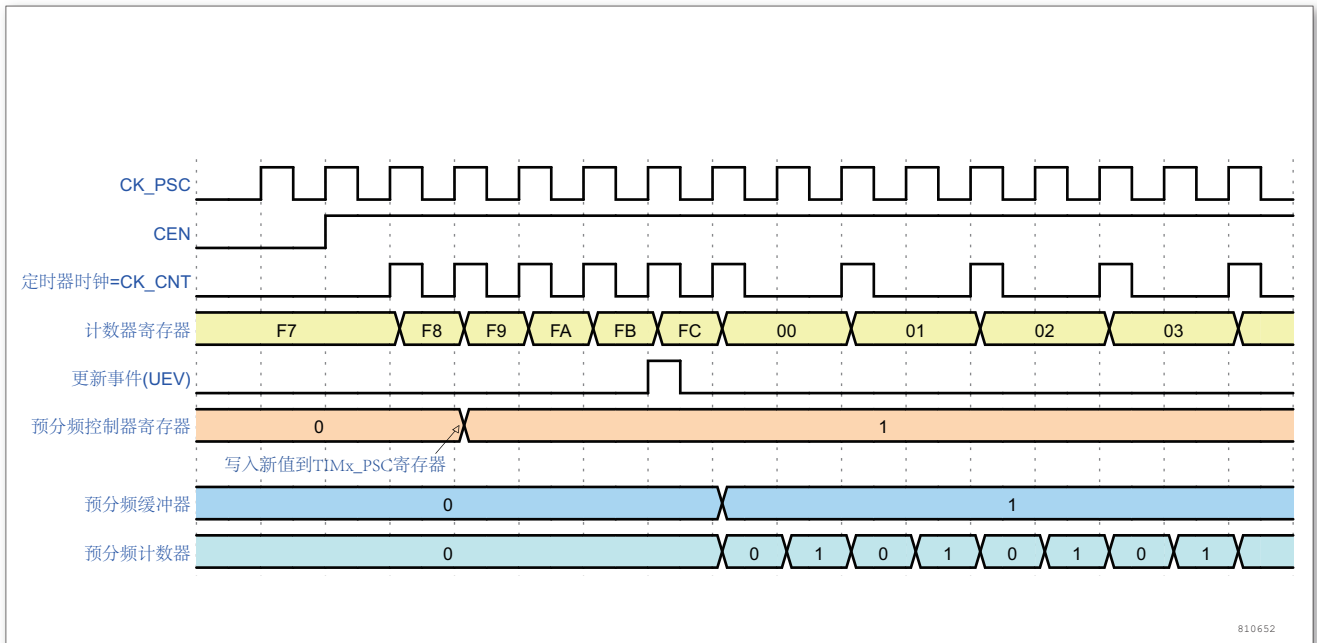 CK_PSC
CEN
定时器时钟=CK_CNT
计数器寄存器 F7 F8 F9 FA FB FC 00 01 02 03
更新事件(UEV)
预分频控制器寄存器 0 1
写入新值到TIMx_PSC寄存器
预分频缓冲器 0 1
预分频计数器 0 0 1 0 1 0 1 0 1
810652